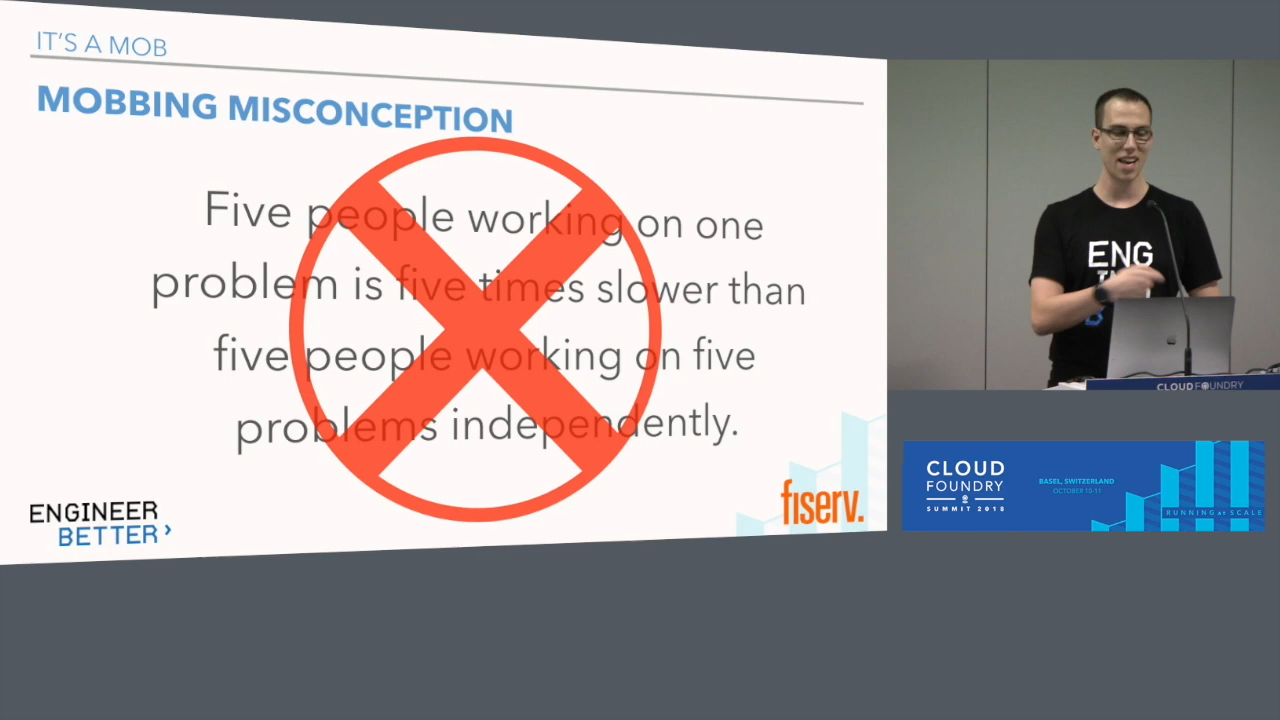 IT'S A MOB
MOBBING MISCONCEPTION
Five people working on one
problem is five times slower than
five people working on five
problems independently.
ENGINEER
BETTER
fiserv.
ENG
CLOUD FOUNDRY
CLOUD
FOUNDRY
SUMMIT 2018
BASEL, SWITZERLAND
OCTOBER 10-11
RUNNING AT SCALE